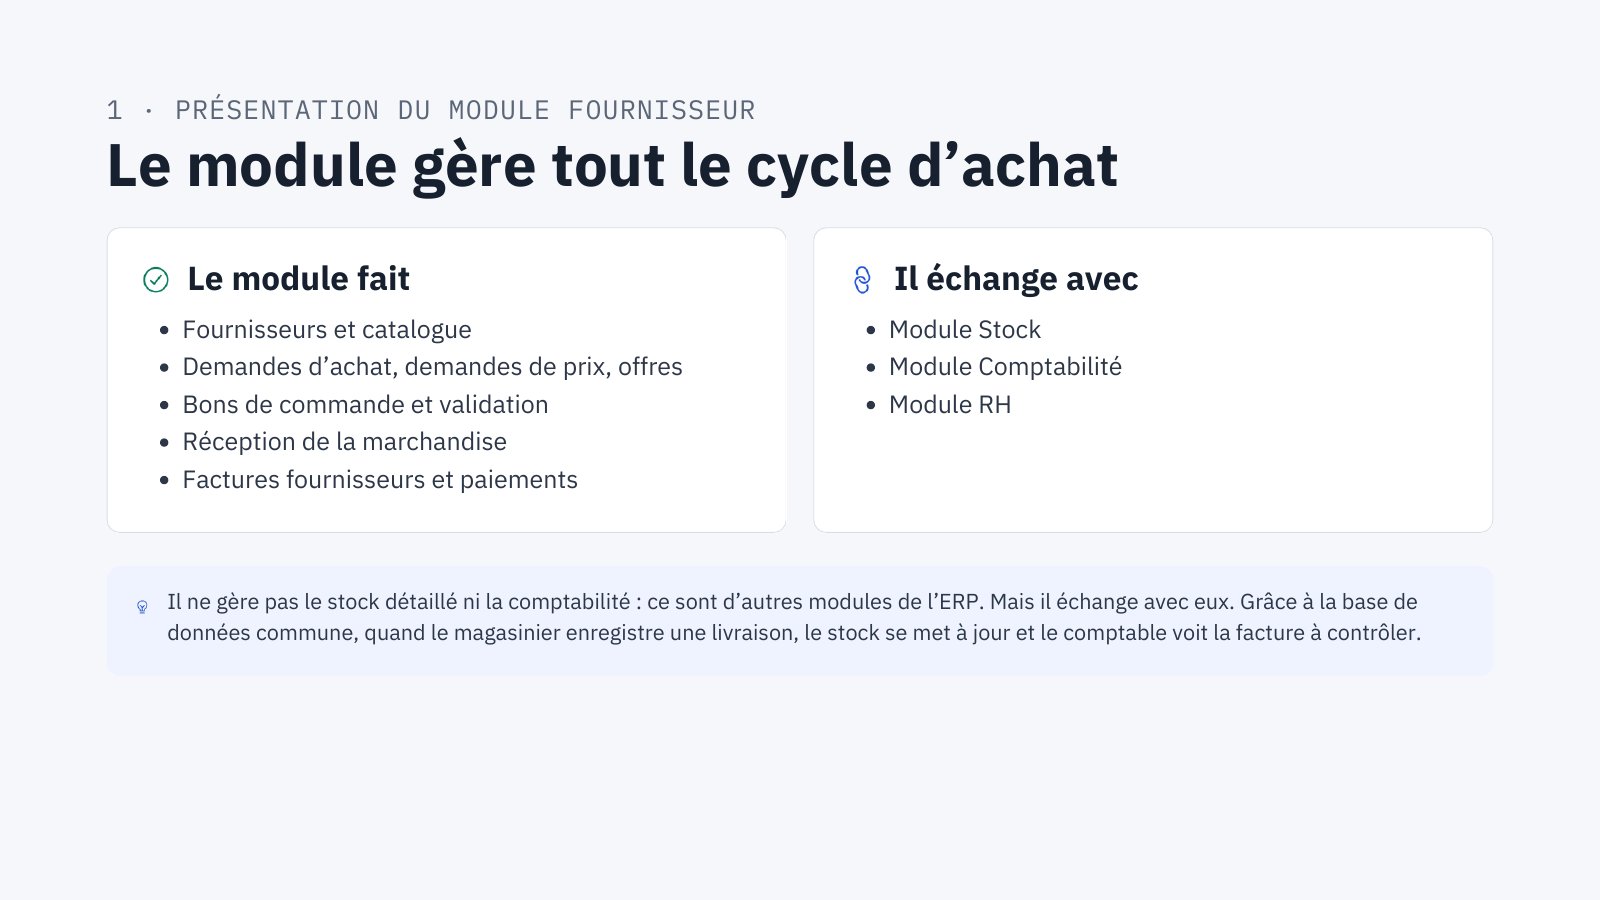 1 · PRÉSENTATION DU MODULE FOURNISSEUR
Le module gère tout le cycle d’achat
Le module fait
• Fournisseurs et catalogue
• Demandes d’achat, demandes de prix, offres
• Bons de commande et validation
• Réception de la marchandise
• Factures fournisseurs et paiements
Il échange avec
• Module Stock
• Module Comptabilité
• Module RH
Il ne gère pas le stock détaillé ni la comptabilité : ce sont d’autres modules de l’ERP. Mais il échange avec eux. Grâce à la base de
données commune, quand le magasinier enregistre une livraison, le stock se met à jour et le comptable voit la facture à contrôler.